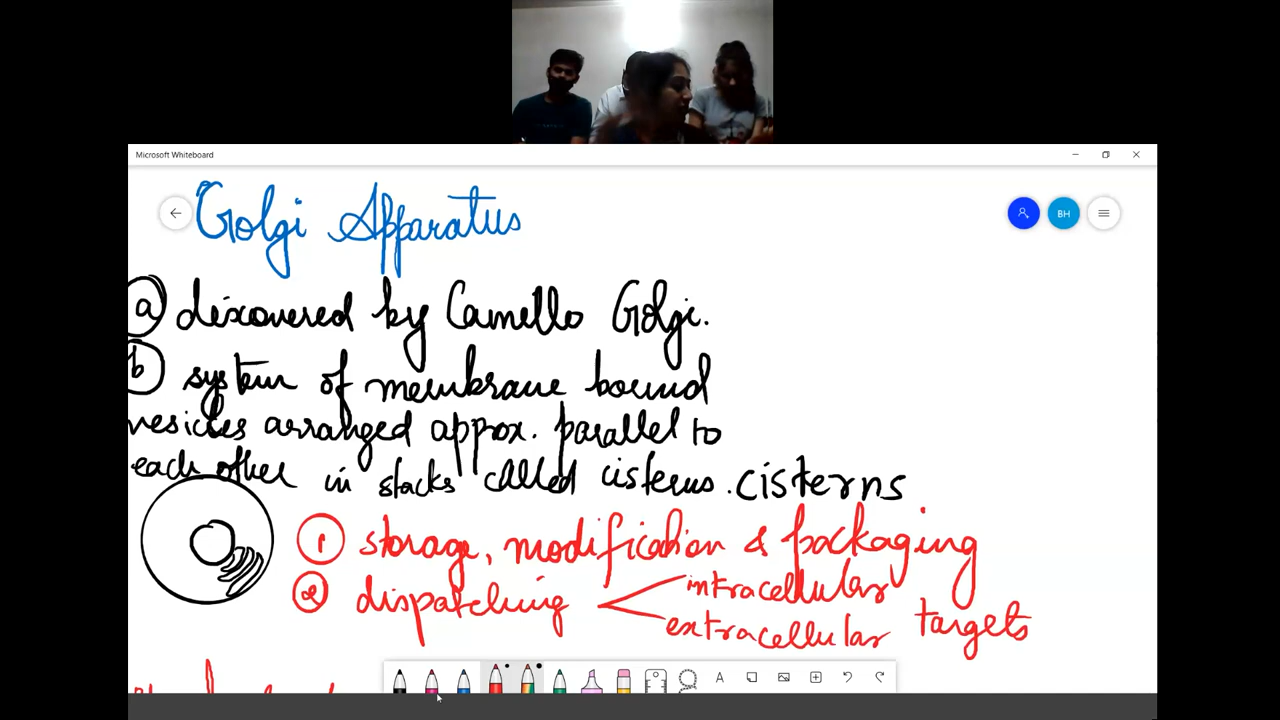 Microsoft Whiteboard
BH
Golgi Apparatus
a discovered by Camello Golgi.
b system of membrane bound
vesicles arranged approx. parallel to
each other in stacks called cisterns. cisterns
1 storage, modification & packaging
2 dispatching < intracellular
extracellular targets
A